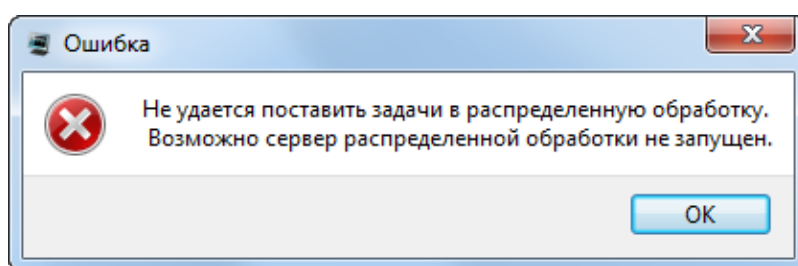 Ошибка
Не удается поставить задачи в распределенную обработку.
Возможно сервер распределенной обработки не запущен.
OK